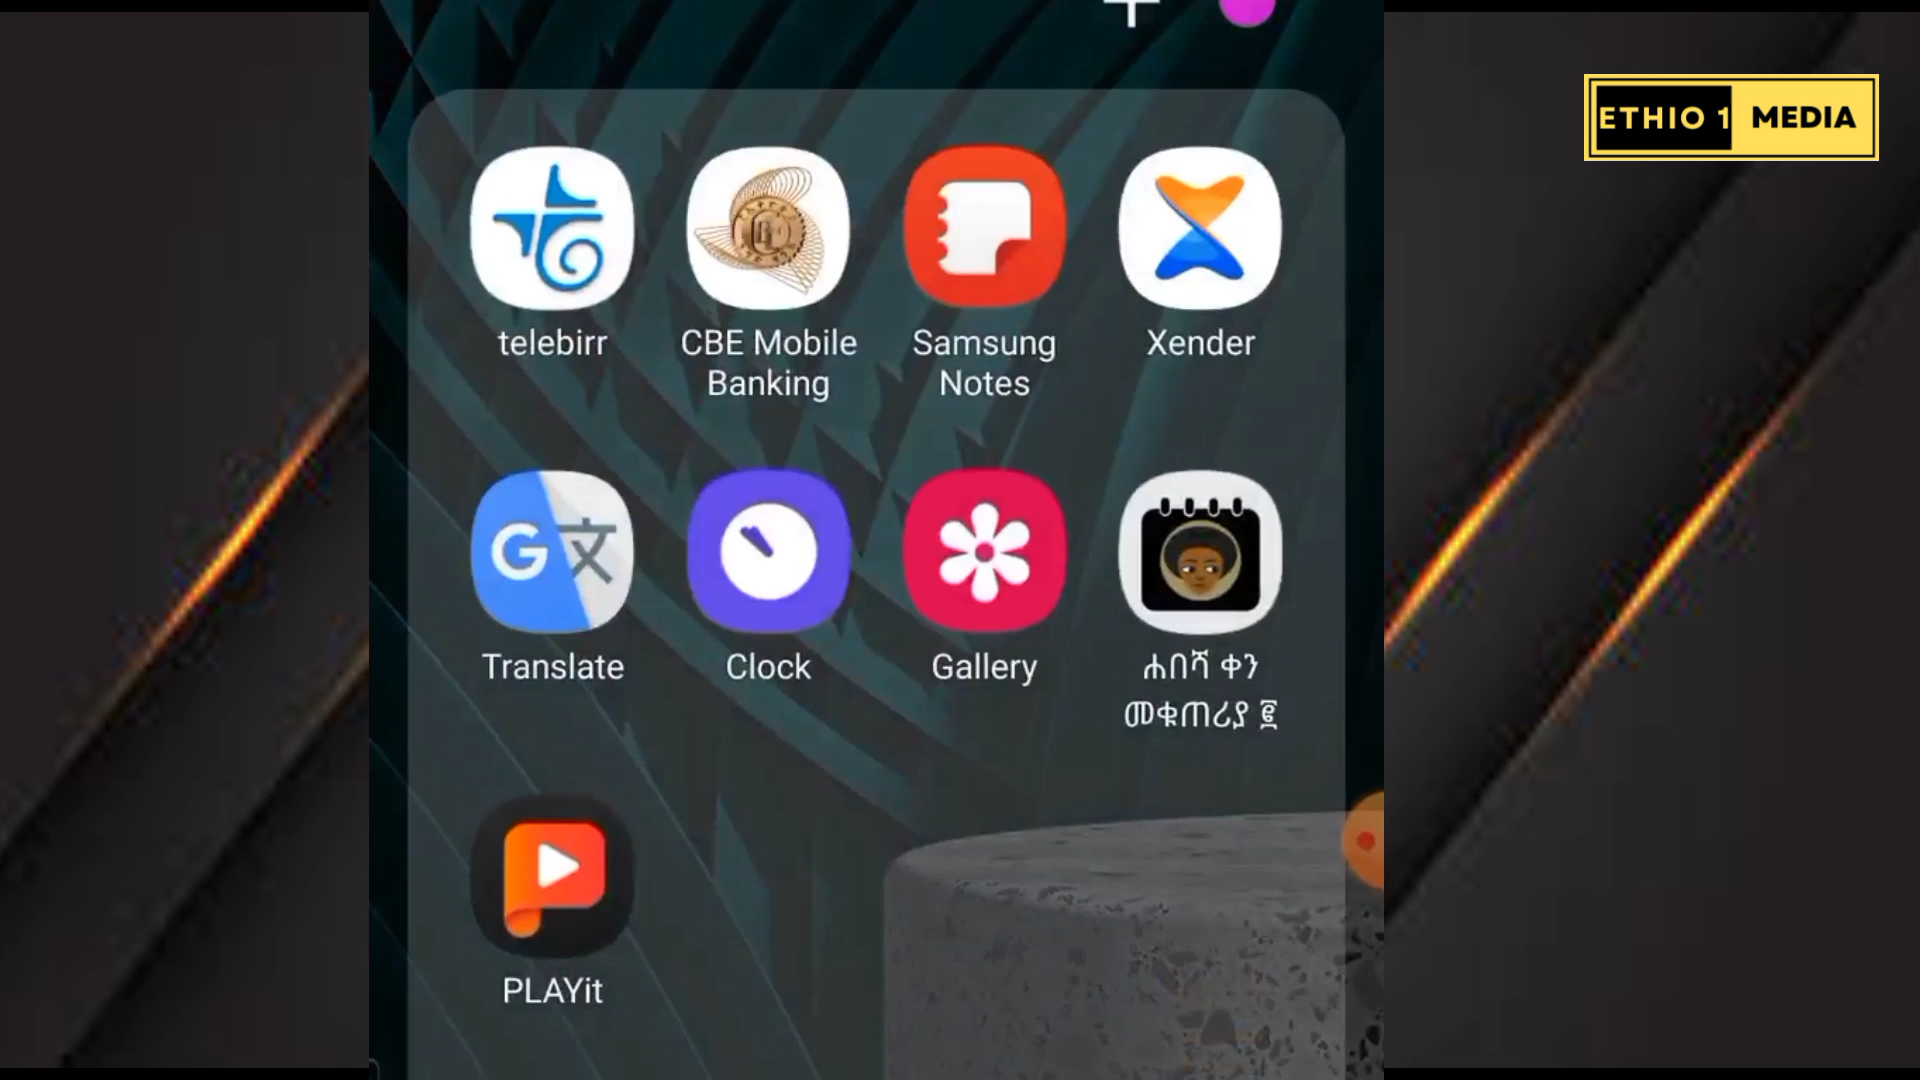 ETHIO 1 MEDIA
telebirr
CBE Mobile
Banking
Samsung
Notes
Xender
Translate
Clock
Gallery
ሐበሻ ቀን
መቁጠሪያ ፪
PLAYit